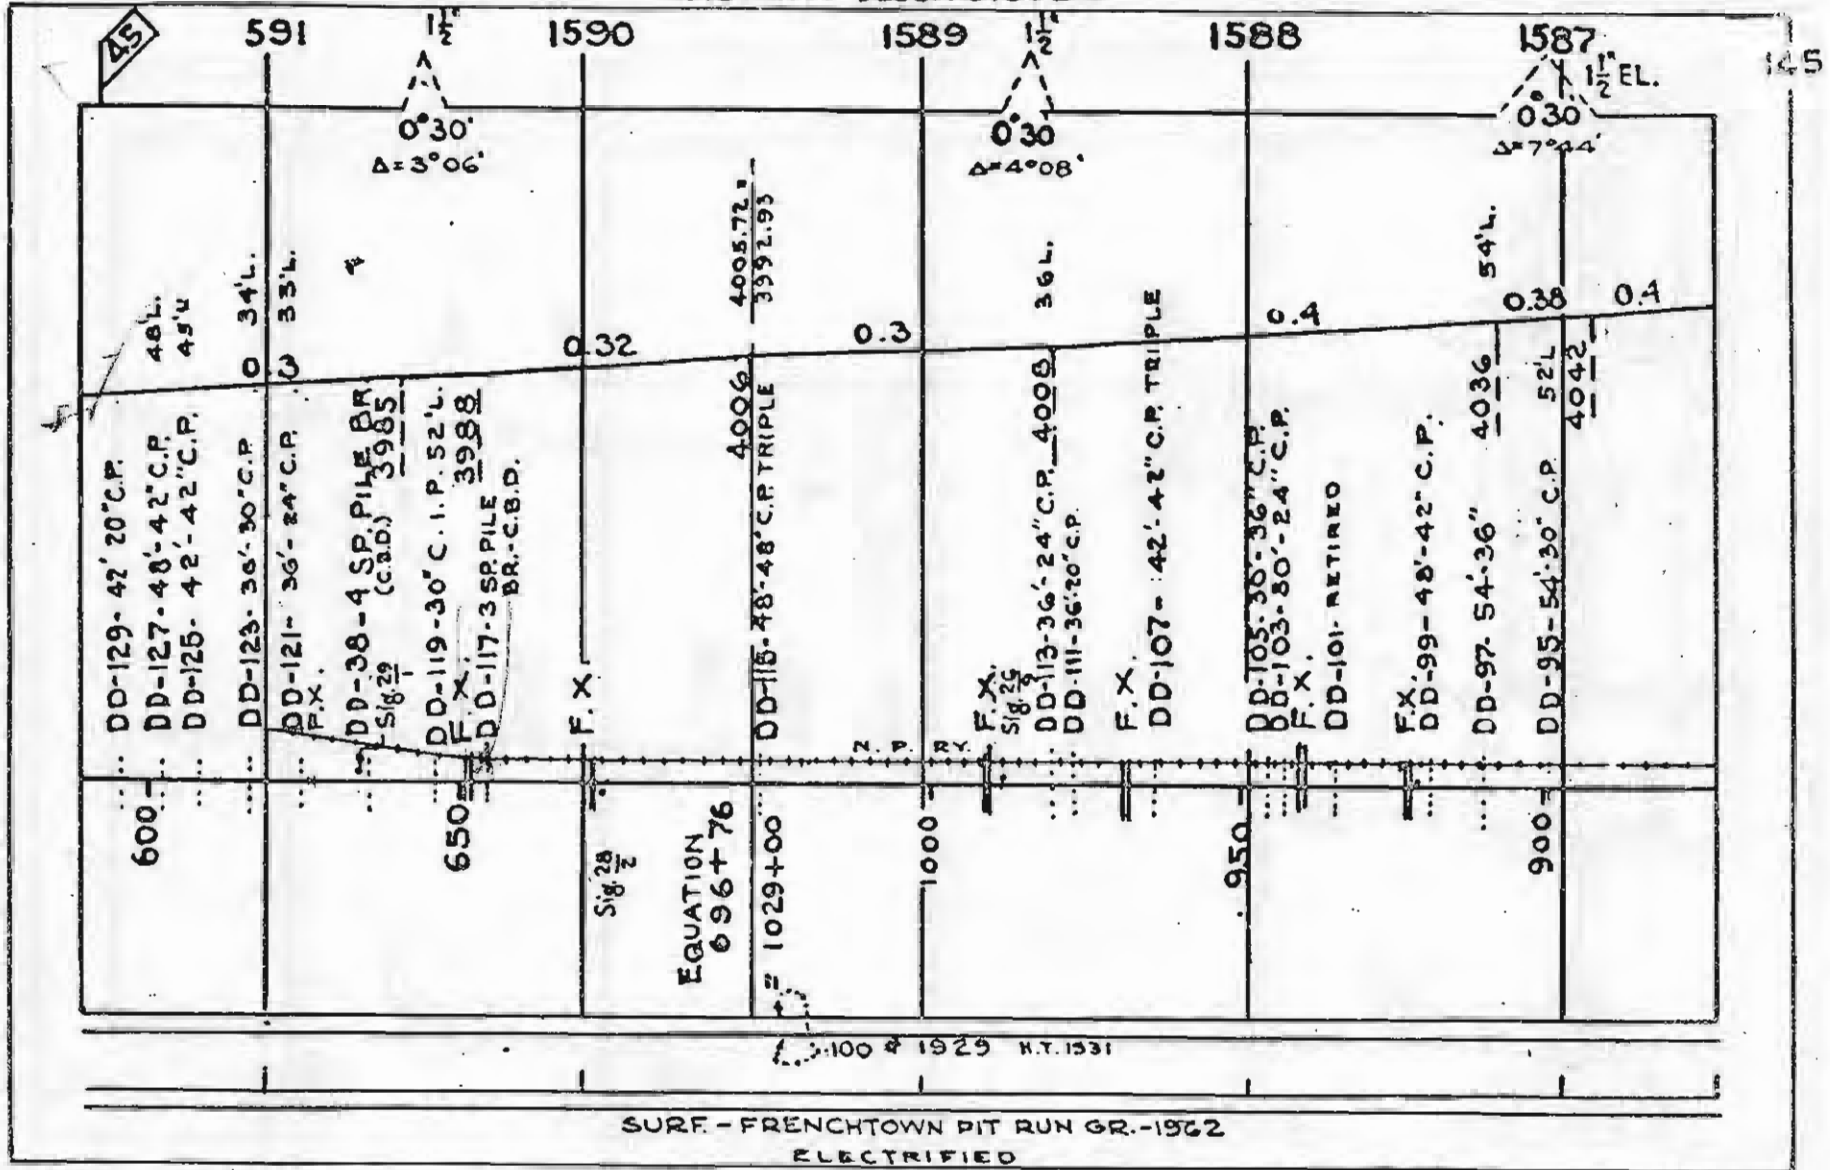 45
591
1½"
1590
1589
1½"
1588
1587
1½" EL.
145
0°30'
Δ=3°06'
0°30
Δ=4°08'
0°30
Δ=7°44'
48'L.
34'L.
33'L.
4005.72 =
3992.93
36 L.
54'L.
0.3
0.32
0.3
0.4
0.38
0.4
DD-129-42' 20" C.P.
DD-127-48'-42" C.P.
DD-125-42'-42" C.P.
DD-123-36'-30" C.P.
DD-121-36'-24" C.P.
F.X.
DD-38-4 SP. PILE BR.
(C.B.D.) 3985
Sig. 29/1
DD-119-30" C.I.P. 52'L.
F.X. 3988
DD-117-3 SP. PILE
BR.-C.B.D.
F.X.
4006
DD-115-48'-48" C.P. TRIPLE
F.X.
DD-113-36'-24" C.P. 4008
DD-111-36'-20" C.P.
F.X.
DD-107-42'-42" C.P. TRIPLE
DD-105-30'-36" C.P.
DD-103-80'-24" C.P.
F.X.
DD-101-RETIRED
F.X.
DD-99-48'-42" C.P.
DD-97-54'-36" 4036
DD-95-54'-30" C.P. 52'L
4042
N. P. RY.
600
650
Sig. 28/2
EQUATION
696+76
= 1029+00
1000
950
900
100 # 1929 H.T. 1931
SURF.-FRENCHTOWN PIT RUN GR.-1962
ELECTRIFIED